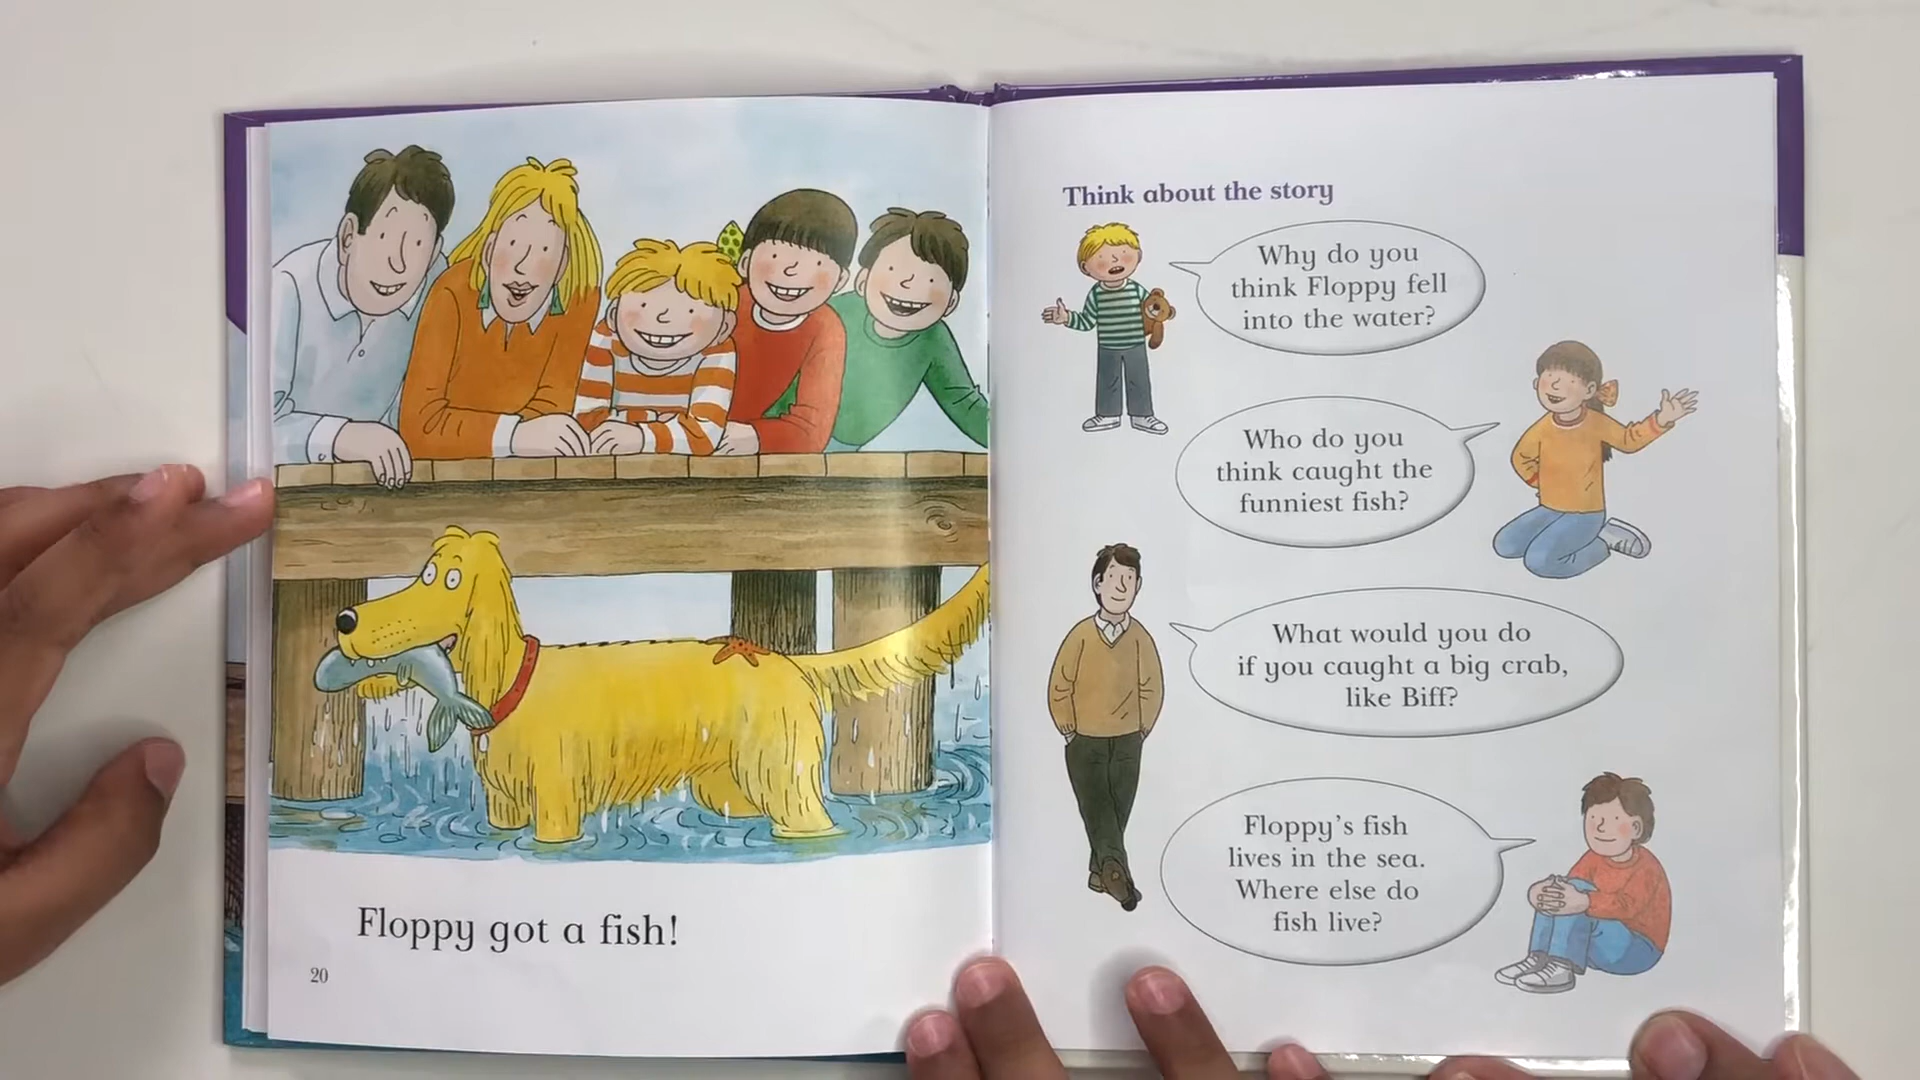 Floppy got a fish!
20
Think about the story
Why do you
think Floppy fell
into the water?
Who do you
think caught the
funniest fish?
What would you do
if you caught a big crab,
like Biff?
Floppy's fish
lives in the sea.
Where else do
fish live?